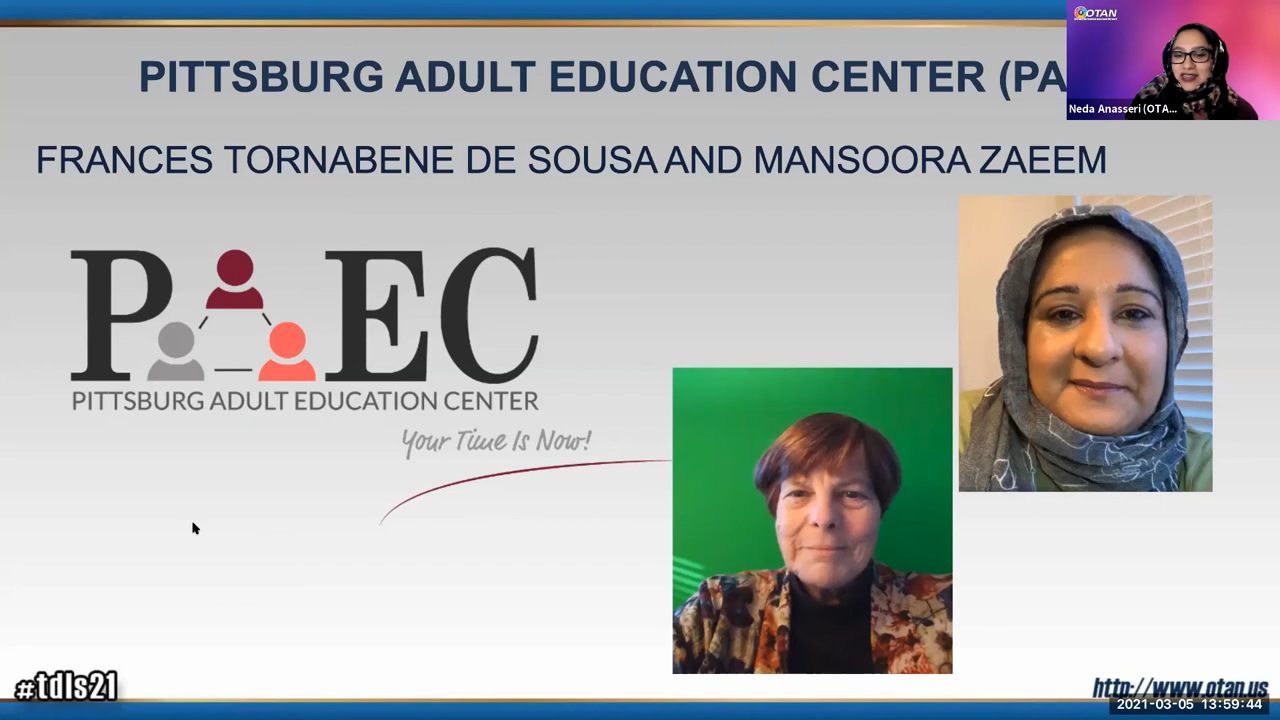 PITTSBURG ADULT EDUCATION CENTER (PA
OTAN
Neda Anasseri (OTA...
FRANCES TORNABENE DE SOUSA AND MANSOORA ZAEEM
P EC
PITTSBURG ADULT EDUCATION CENTER
Your Time Is Now!
#tdls21
http://www.otan.us
2021-03-05 13:59:44